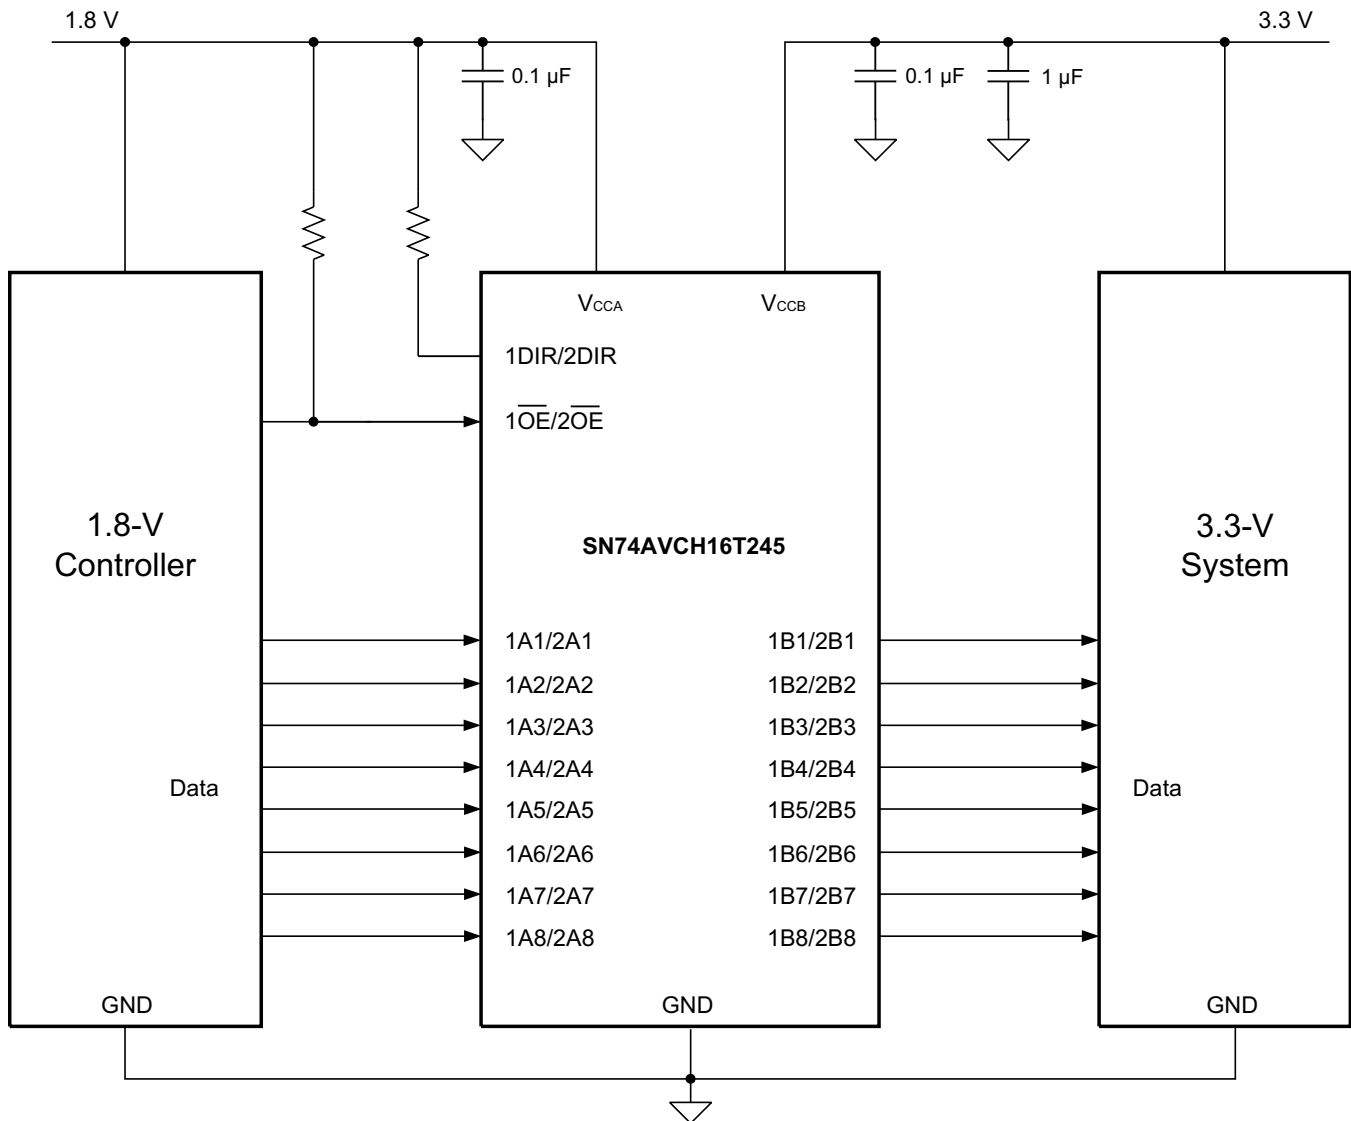 1.8 V
3.3 V
0.1 µF
0.1 µF
1 µF
VCCA
VCCB
1DIR/2DIR
1O̅E̅/2O̅E̅
1.8-V
Controller
SN74AVCH16T245
3.3-V
System
1A1/2A1
1B1/2B1
1A2/2A2
1B2/2B2
1A3/2A3
1B3/2B3
1A4/2A4
1B4/2B4
Data
Data
1A5/2A5
1B5/2B5
1A6/2A6
1B6/2B6
1A7/2A7
1B7/2B7
1A8/2A8
1B8/2B8
GND
GND
GND